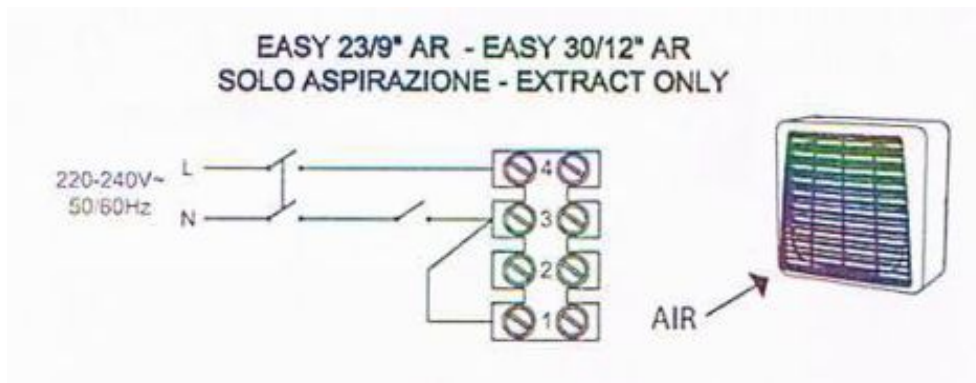 EASY 23/9" AR - EASY 30/12" AR
SOLO ASPIRAZIONE - EXTRACT ONLY
220-240V~
50/60Hz
L
N
4
3
2
1
AIR